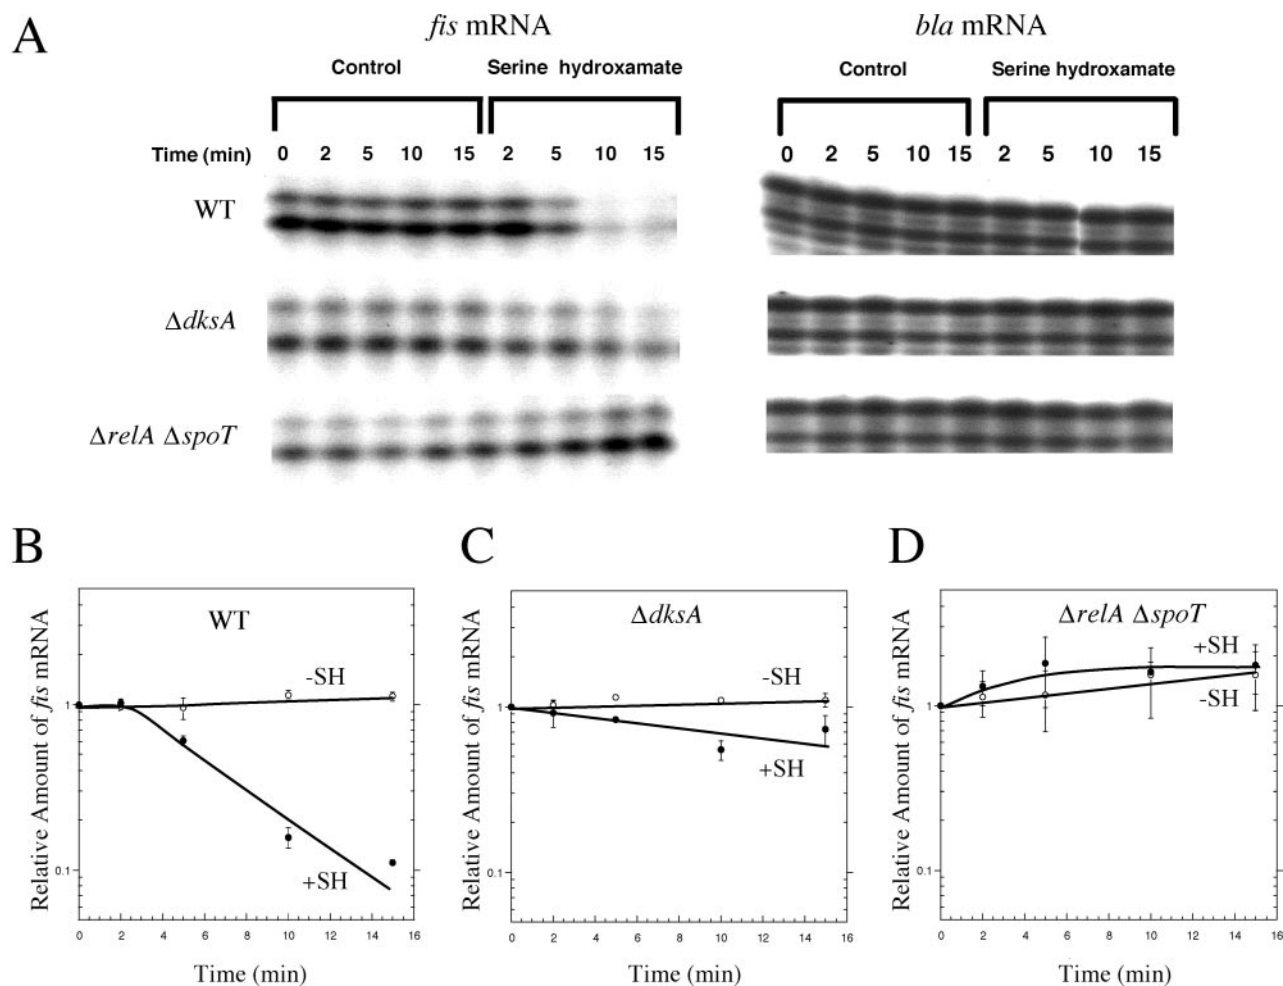 A
fis mRNA
bla mRNA
Control
Serine hydroxamate
Control
Serine hydroxamate
Time (min)
0 2 5 10 15 2 5 10 15
0 2 5 10 15 2 5 10 15
WT
ΔdksA
ΔrelA ΔspoT
B
C
D
WT
-SH
+SH
1
0.1
0 2 4 6 8 10 12 14 16
Relative Amount of fis mRNA
Time (min)
ΔdksA
-SH
+SH
1
0.1
0 2 4 6 8 10 12 14 16
Relative Amount of fis mRNA
Time (min)
ΔrelA ΔspoT
+SH
-SH
1
0.1
0 2 4 6 8 10 12 14 16
Relative Amount of fis mRNA
Time (min)